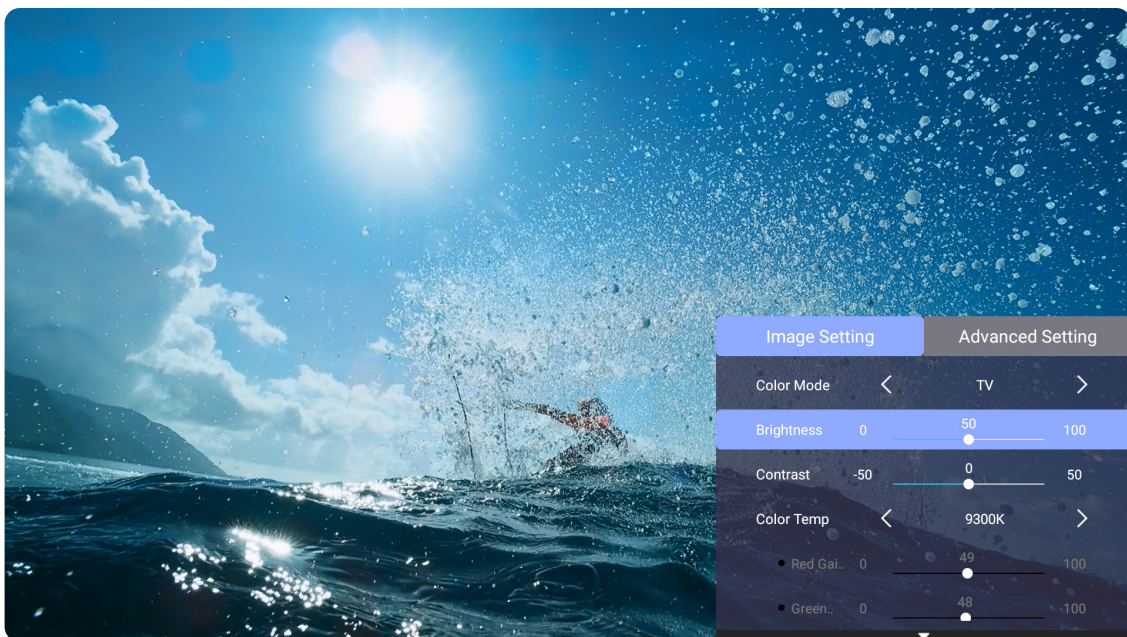 Image Setting Advanced Setting
Color Mode TV
Brightness 0 50 100
Contrast -50 0 50
Color Temp 9300K
Red Gai.. 0 49 100
Green.. 0 48 100